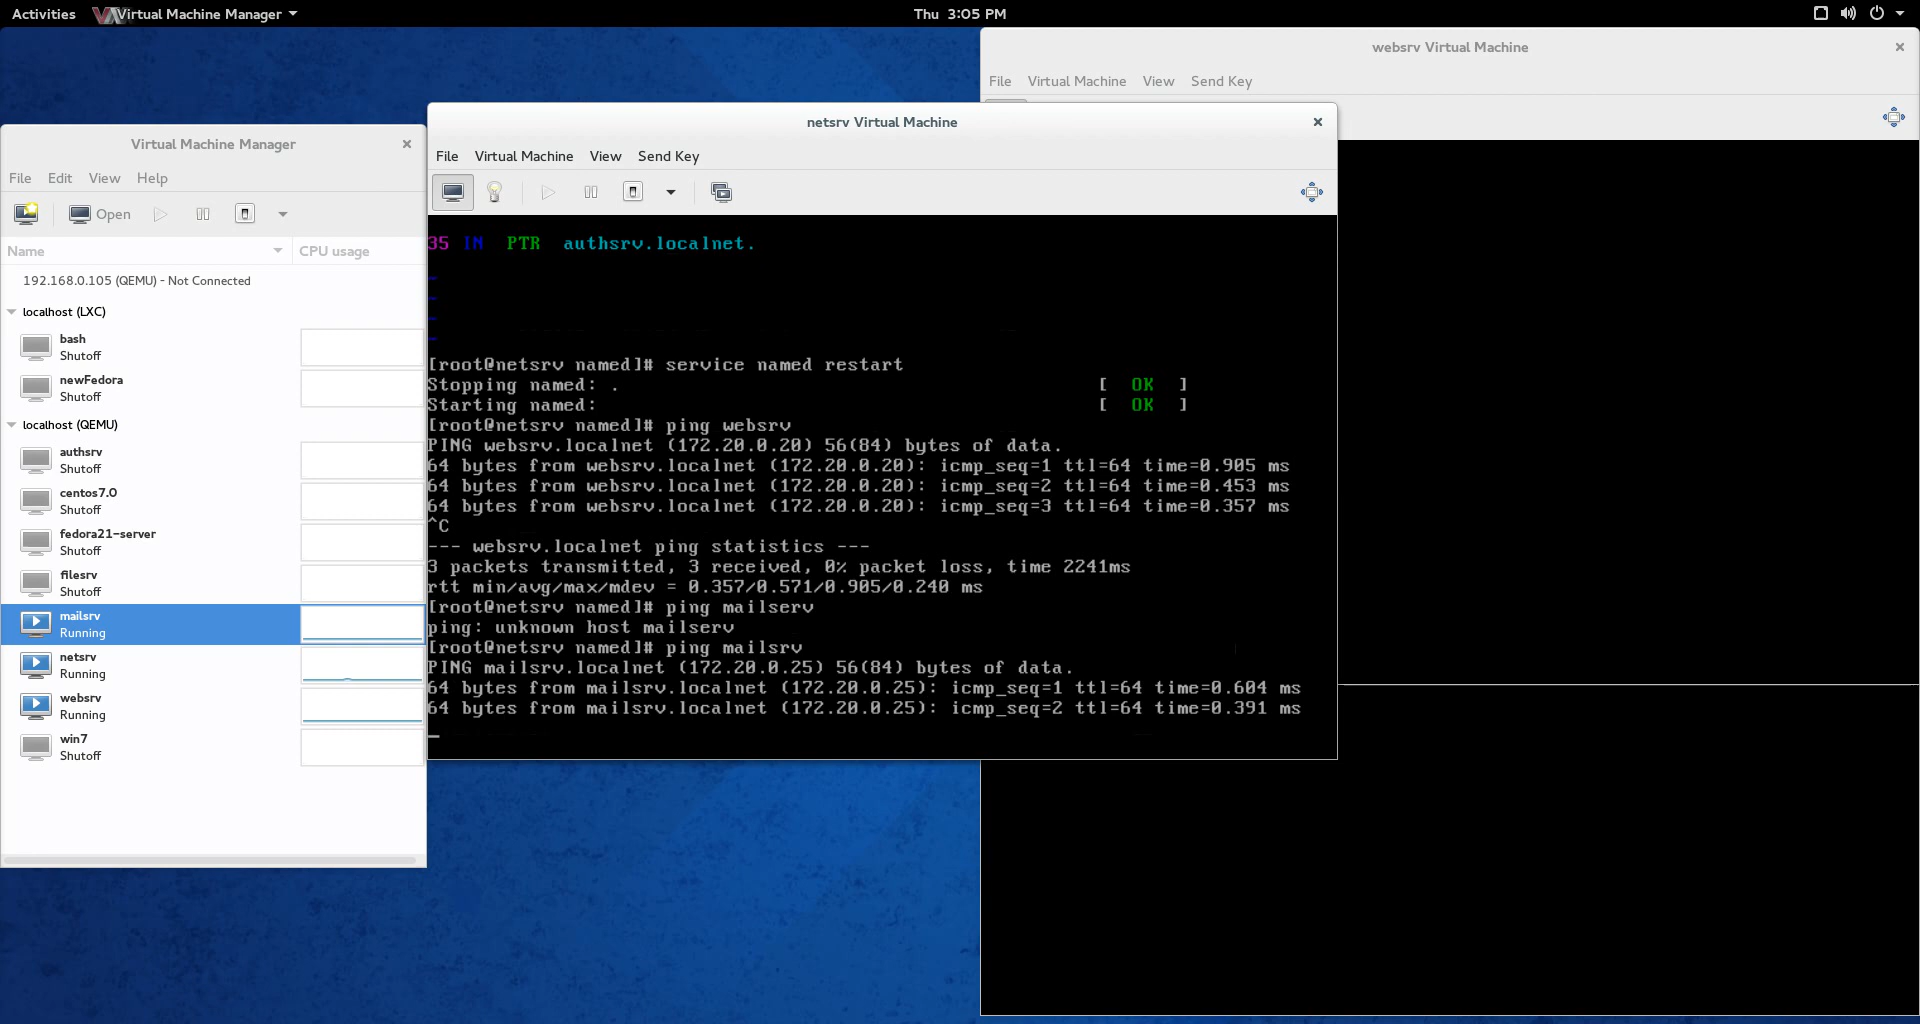 Activities Virtual Machine Manager Thu 3:05 PM
websrv Virtual Machine
File Virtual Machine View Send Key
Virtual Machine Manager
File Edit View Help
Open
Name CPU usage
192.168.0.105 (QEMU) - Not Connected
localhost (LXC)
bash
Shutoff
newFedora
Shutoff
localhost (QEMU)
authsrv
Shutoff
centos7.0
Shutoff
fedora21-server
Shutoff
filesrv
Shutoff
mailsrv
Running
netsrv
Running
websrv
Running
win7
Shutoff
netsrv Virtual Machine
File Virtual Machine View Send Key
35 IN PTR authsrv.localnet.
~
~
~
~
[root@netsrv named]# service named restart
Stopping named: . [ OK ]
Starting named: [ OK ]
[root@netsrv named]# ping websrv
PING websrv.localnet (172.20.0.20) 56(84) bytes of data.
64 bytes from websrv.localnet (172.20.0.20): icmp_seq=1 ttl=64 time=0.905 ms
64 bytes from websrv.localnet (172.20.0.20): icmp_seq=2 ttl=64 time=0.453 ms
64 bytes from websrv.localnet (172.20.0.20): icmp_seq=3 ttl=64 time=0.357 ms
^C
--- websrv.localnet ping statistics ---
3 packets transmitted, 3 received, 0% packet loss, time 2241ms
rtt min/avg/max/mdev = 0.357/0.571/0.905/0.240 ms
[root@netsrv named]# ping mailserv
ping: unknown host mailserv
[root@netsrv named]# ping mailsrv
PING mailsrv.localnet (172.20.0.25) 56(84) bytes of data.
64 bytes from mailsrv.localnet (172.20.0.25): icmp_seq=1 ttl=64 time=0.604 ms
64 bytes from mailsrv.localnet (172.20.0.25): icmp_seq=2 ttl=64 time=0.391 ms